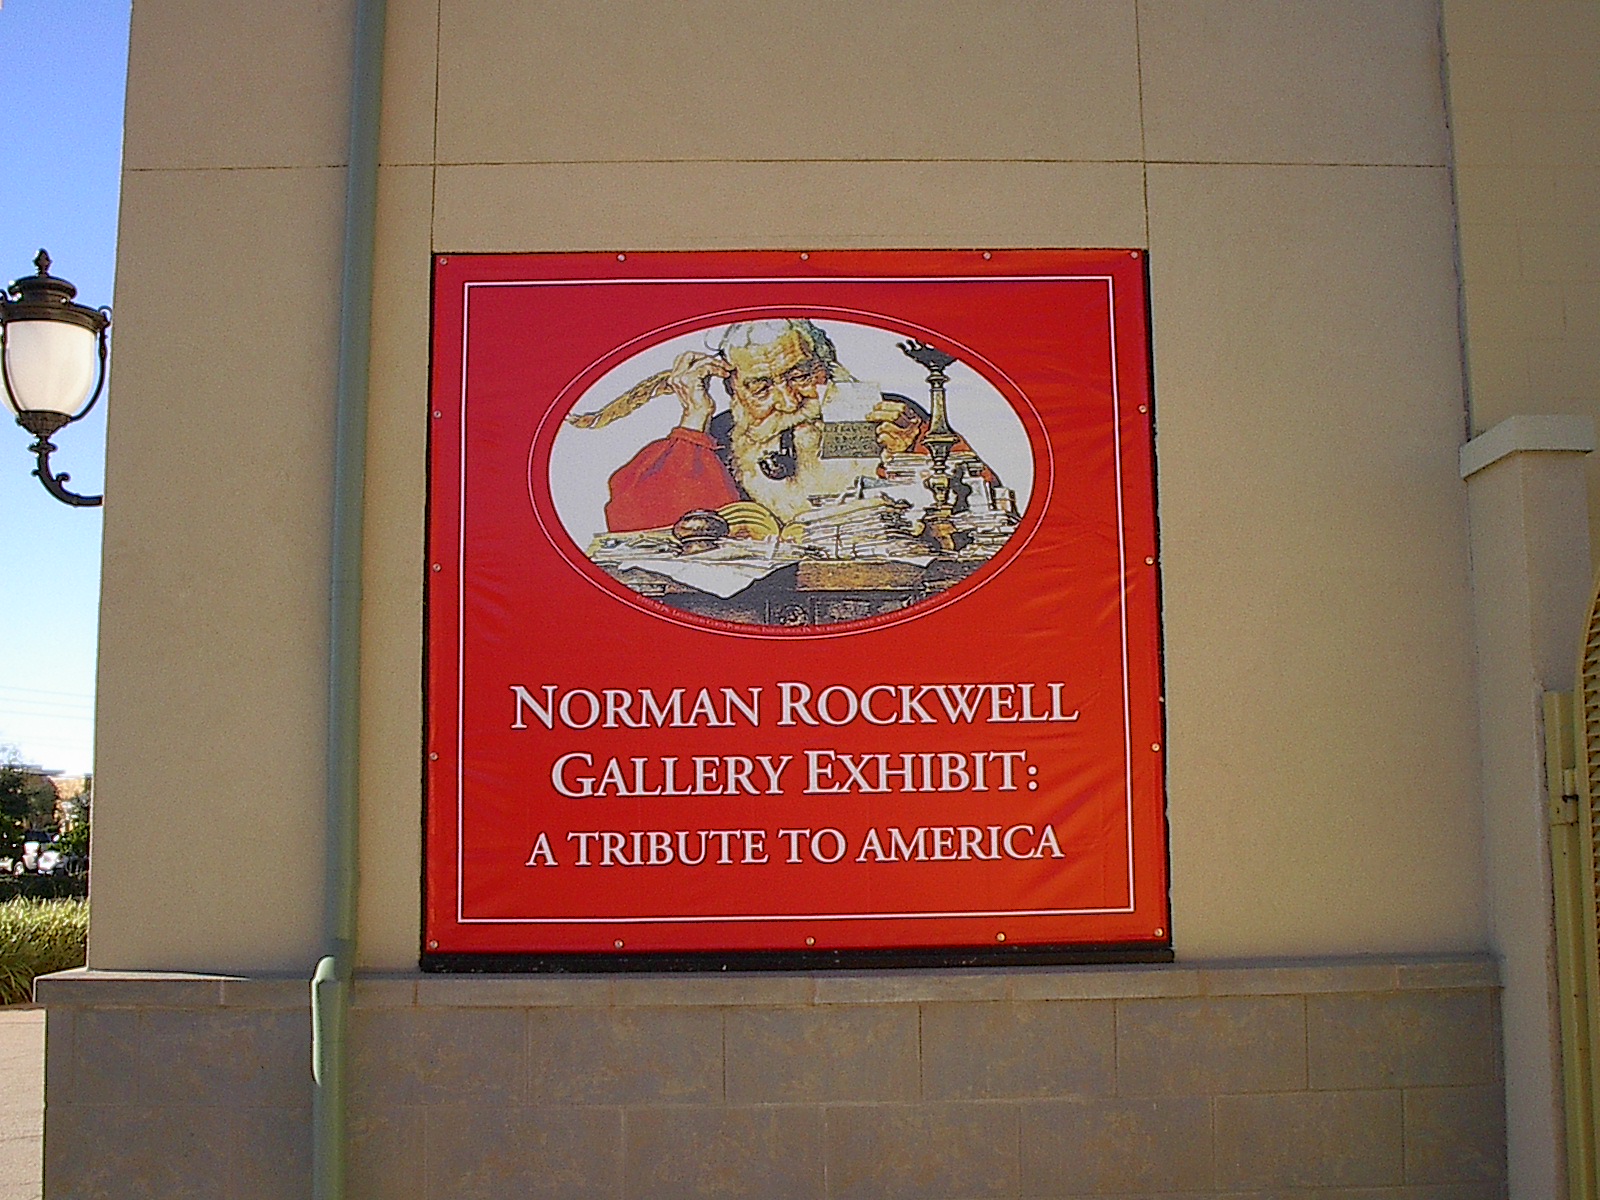 NORMAN ROCKWELL
GALLERY EXHIBIT:
A TRIBUTE TO AMERICA